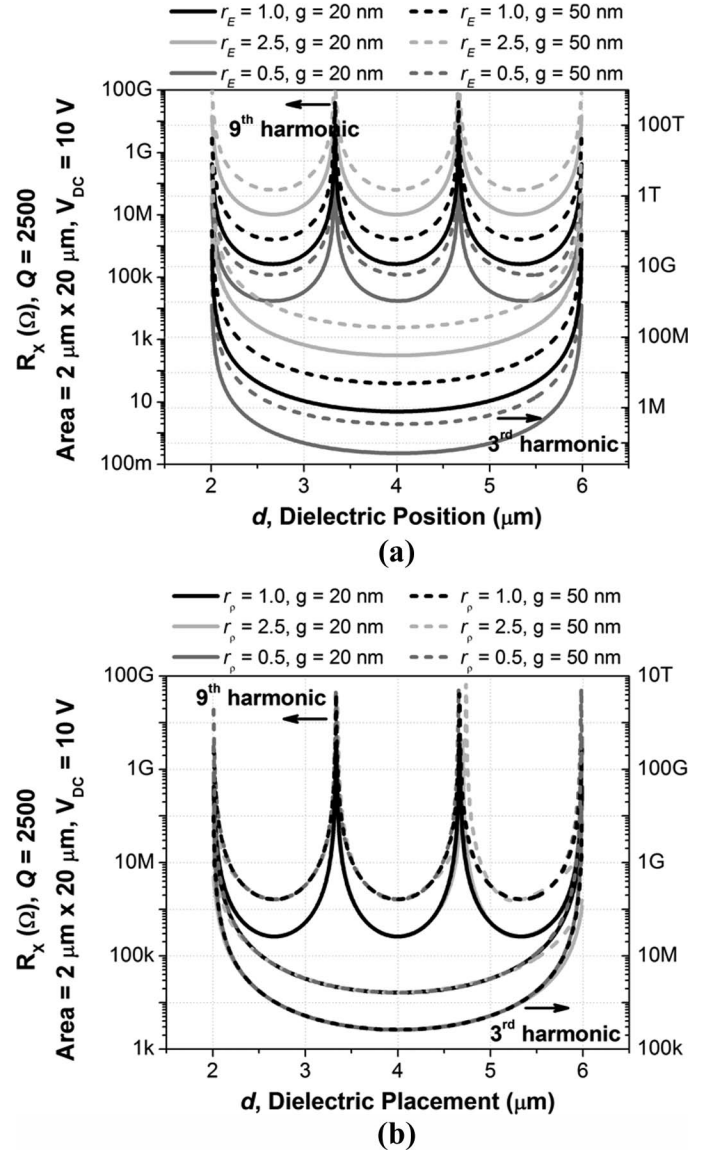 r_E = 1.0, g = 20 nm r_E = 1.0, g = 50 nm
r_E = 2.5, g = 20 nm r_E = 2.5, g = 50 nm
r_E = 0.5, g = 20 nm r_E = 0.5, g = 50 nm
R_X (Ω), Q = 2500
Area = 2 μm x 20 μm, V_DC = 10 V
100G
1G
10M
100k
1k
10
100m
9th harmonic
3rd harmonic
100T
1T
10G
100M
1M
2 3 4 5 6
d, Dielectric Position (μm)
(a)
r_ρ = 1.0, g = 20 nm r_ρ = 1.0, g = 50 nm
r_ρ = 2.5, g = 20 nm r_ρ = 2.5, g = 50 nm
r_ρ = 0.5, g = 20 nm r_ρ = 0.5, g = 50 nm
R_X (Ω), Q = 2500
Area = 2 μm x 20 μm, V_DC = 10 V
100G
1G
10M
100k
1k
9th harmonic
3rd harmonic
10T
100G
1G
10M
100k
2 3 4 5 6
d, Dielectric Placement (μm)
(b)